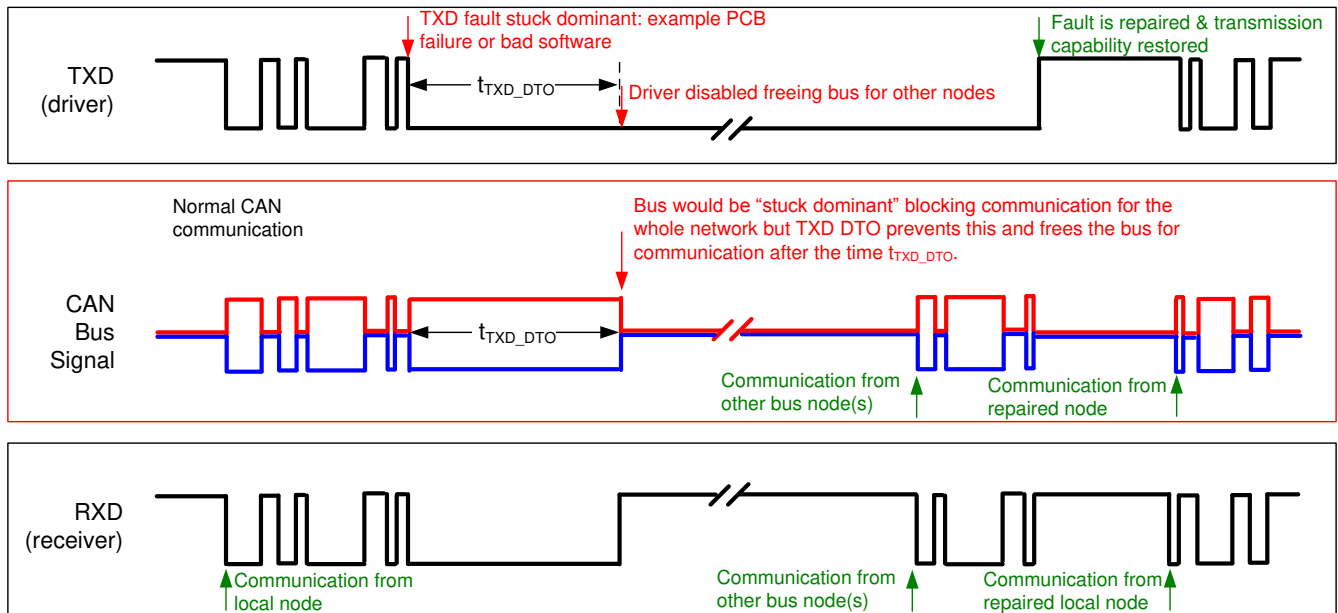 TXD fault stuck dominant: example PCB
failure or bad software
Fault is repaired & transmission
capability restored
TXD
(driver)
tTXD_DTO
Driver disabled freeing bus for other nodes
Normal CAN
communication
Bus would be “stuck dominant” blocking communication for the
whole network but TXD DTO prevents this and frees the bus for
communication after the time tTXD_DTO.
CAN
Bus
Signal
tTXD_DTO
Communication from
other bus node(s)
Communication from
repaired node
RXD
(receiver)
Communication from
local node
Communication from
other bus node(s)
Communication from
repaired local node